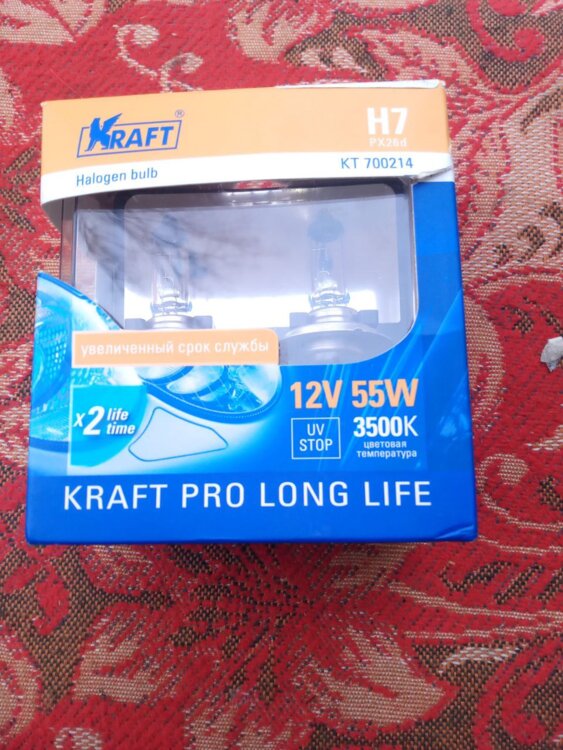 KRAFT®
Halogen bulb
H7
PX26d
KT 700214
увеличенный срок службы
x2 life
time
12V 55W
UV
STOP
3500K
цветовая
температура
KRAFT PRO LONG LIFE